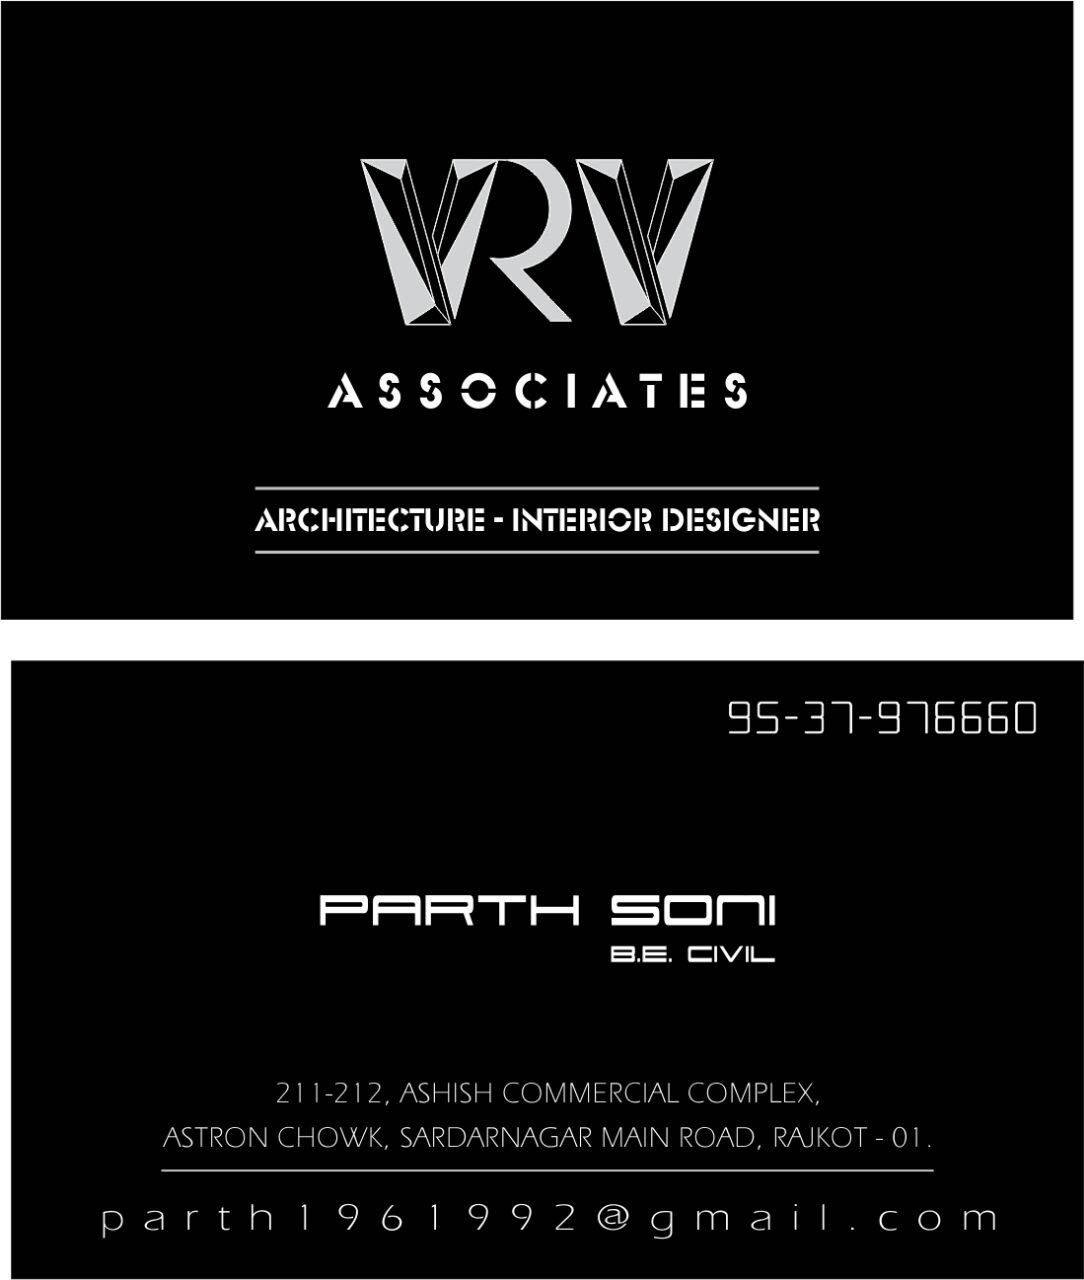 VRV
ASSOCIATES
ARCHITECTURE - INTERIOR DESIGNER
95-37-976660
PARTH SONI
B.E. CIVIL
211-212, ASHISH COMMERCIAL COMPLEX,
ASTRON CHOWK, SARDARNAGAR MAIN ROAD, RAJKOT - 01.
parth1961992@gmail.com